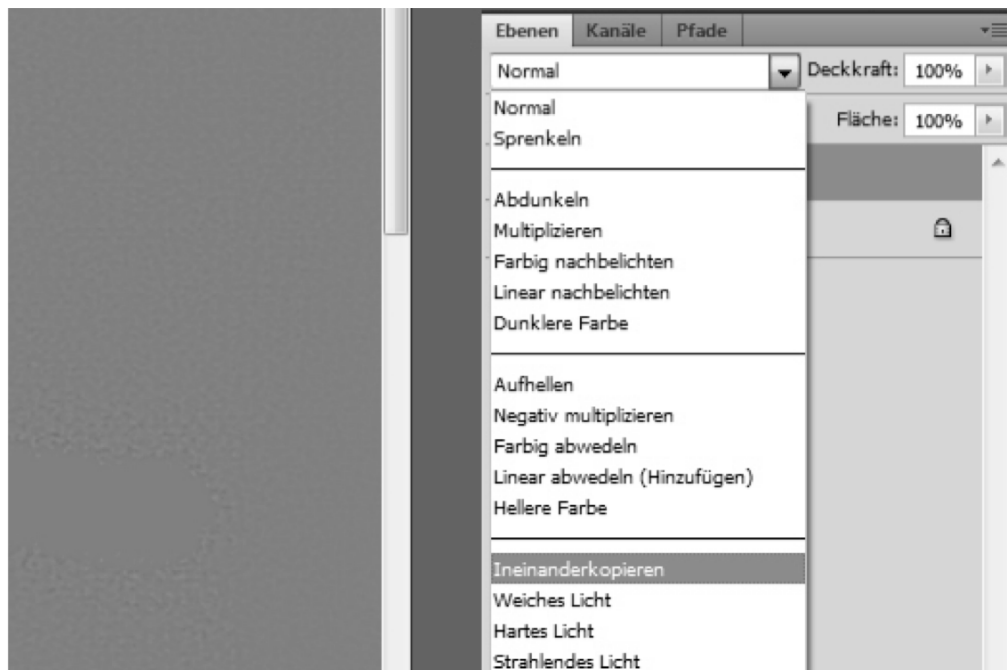 Ebenen Kanäle Pfade
Normal Deckkraft: 100%
Normal
Fläche: 100%
Sprenkeln
Abdunkeln
Multiplizieren
Farbig nachbelichten
Linear nachbelichten
Dunklere Farbe
Aufhellen
Negativ multiplizieren
Farbig abwedeln
Linear abwedeln (Hinzufügen)
Hellere Farbe
Ineinanderkopieren
Weiches Licht
Hartes Licht
Strahlendes Licht